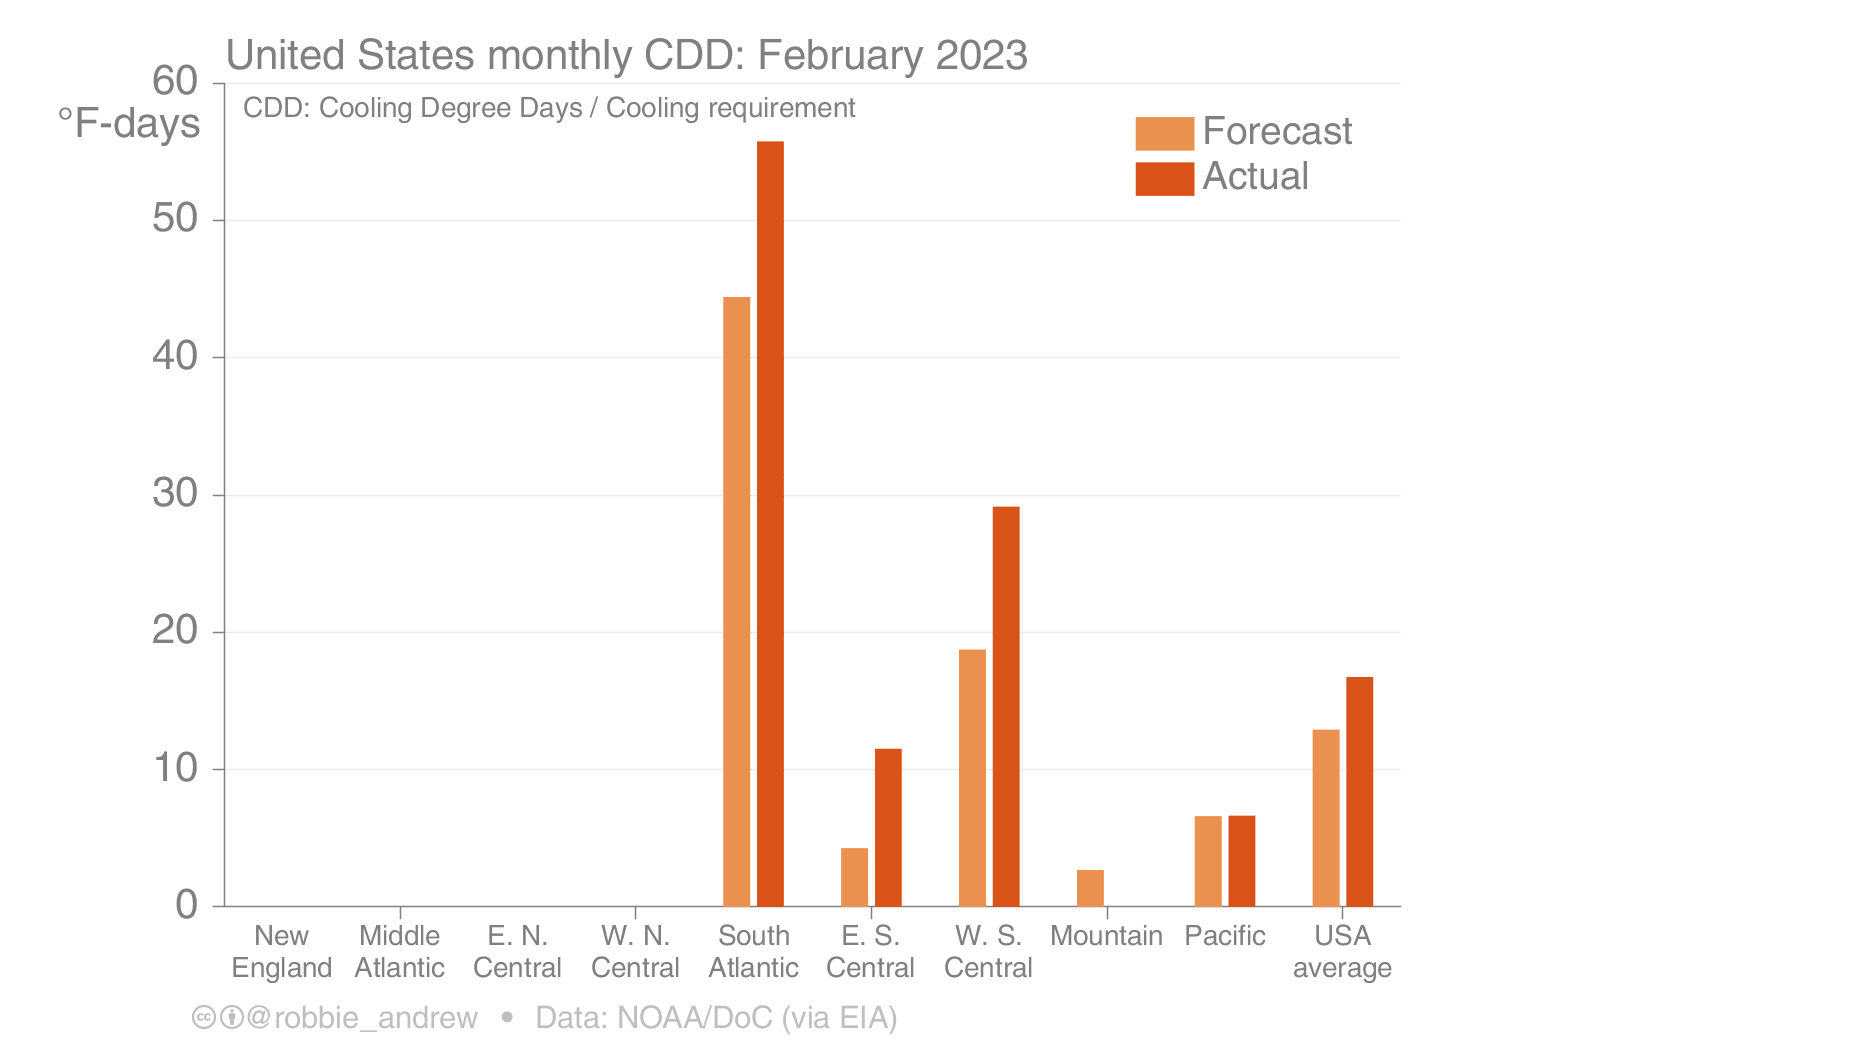 United States monthly CDD: February 2023
60
°F-days
CDD: Cooling Degree Days / Cooling requirement
Forecast
Actual
50
40
30
20
10
0
New England
Middle Atlantic
E. N. Central
W. N. Central
South Atlantic
E. S. Central
W. S. Central
Mountain
Pacific
USA average
cc @robbie_andrew • Data: NOAA/DoC (via EIA)